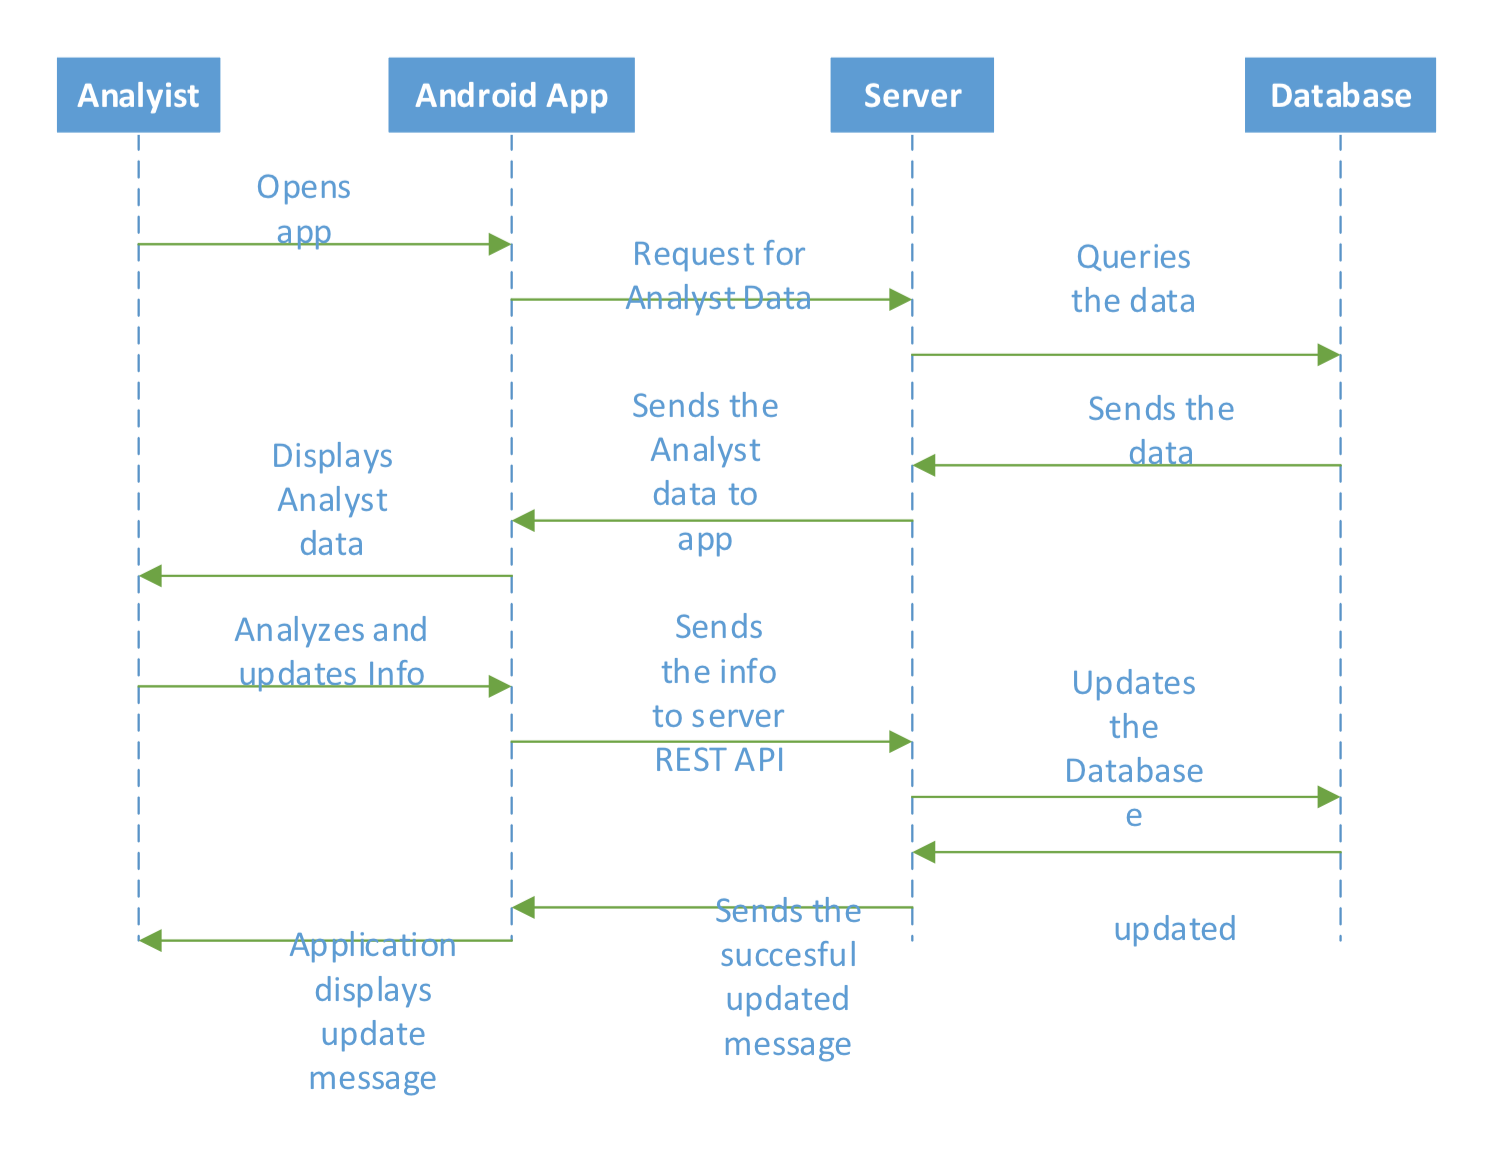 Analyist
Android App
Server
Database
Opens
app
Request for
Analyst Data
Queries
the data
Sends the
data
Sends the
Analyst
data to
app
Displays
Analyst
data
Analyzes and
updates Info
Sends
the info
to server
REST API
Updates
the
Database
e
updated
Sends the
succesful
updated
message
Application
displays
update
message